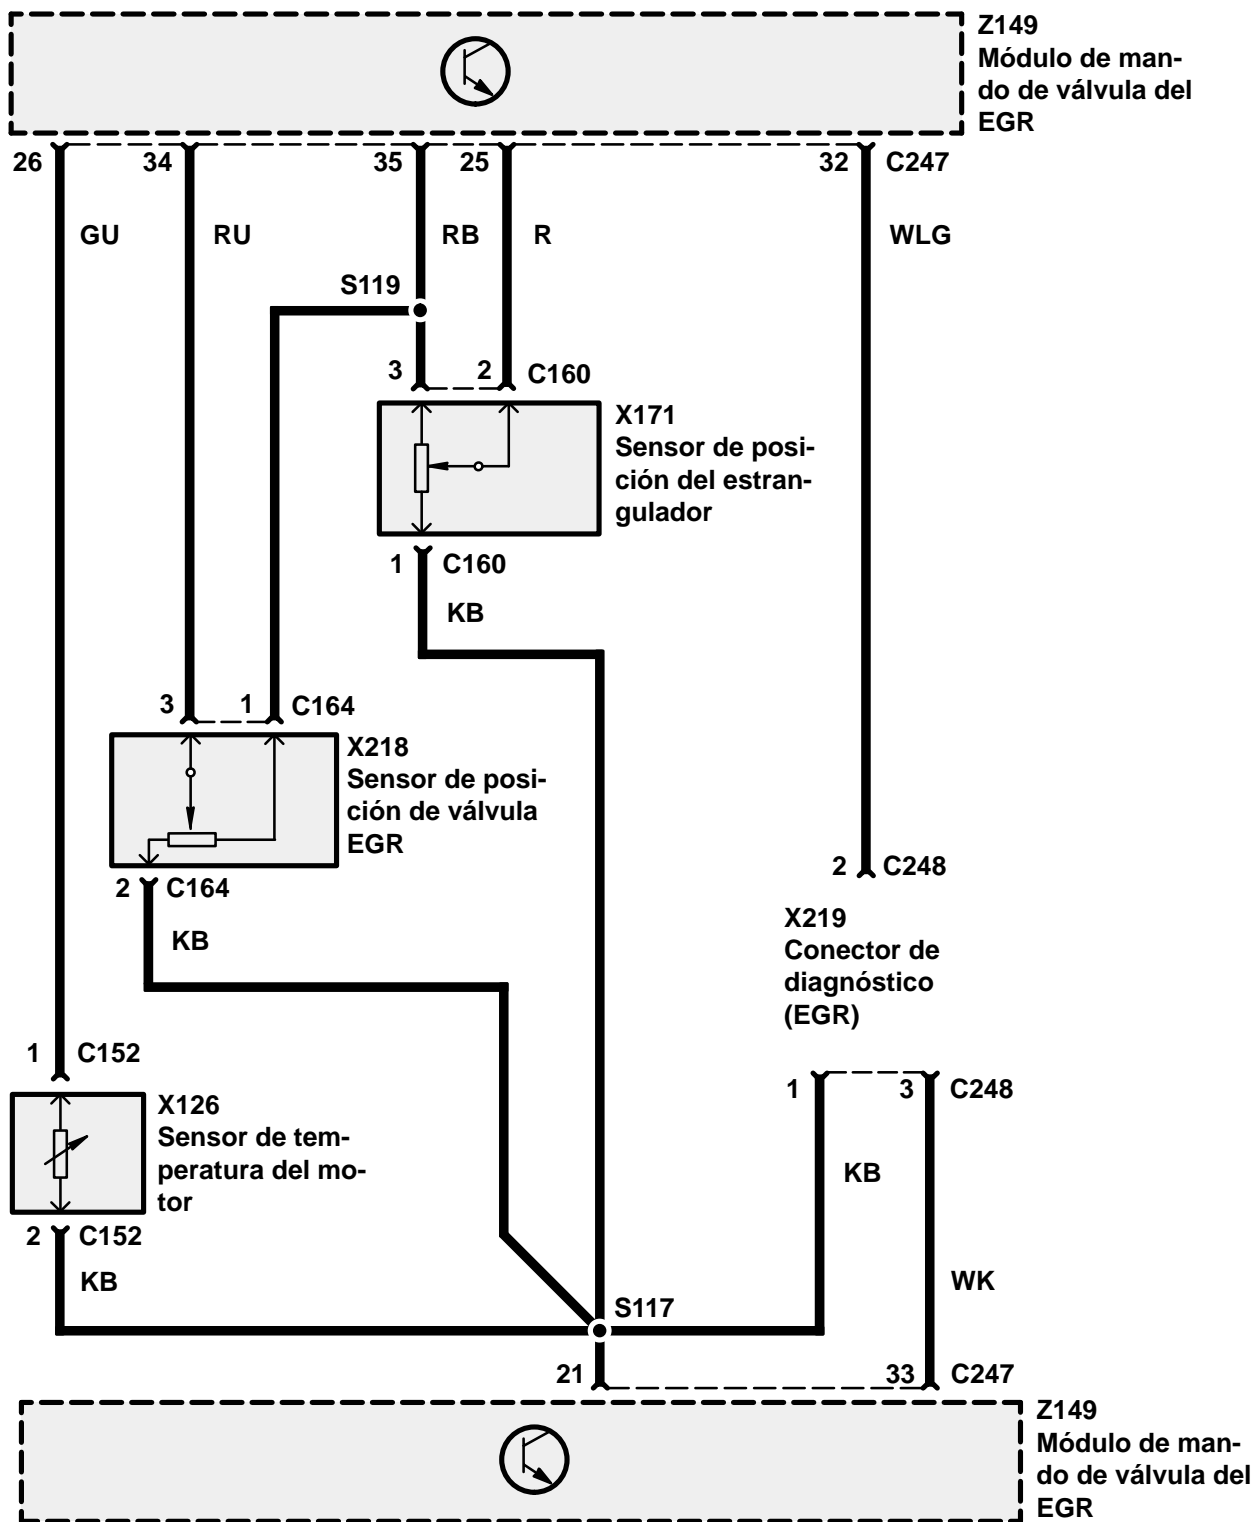 Z149
Módulo de man-
do de válvula del
EGR
26 34 35 25 32 C247
GU RU RB R WLG
S119
3 2 C160
X171
Sensor de posi-
ción del estran-
gulador
1 C160
KB
3 1 C164
X218
Sensor de posi-
ción de válvula
EGR
2 C164
KB
2 C248
X219
Conector de
diagnóstico
(EGR)
1 C152
X126
Sensor de tem-
peratura del mo-
tor
2 C152
KB
1 3 C248
KB
WK
S117
21 33 C247
Z149
Módulo de man-
do de válvula del
EGR